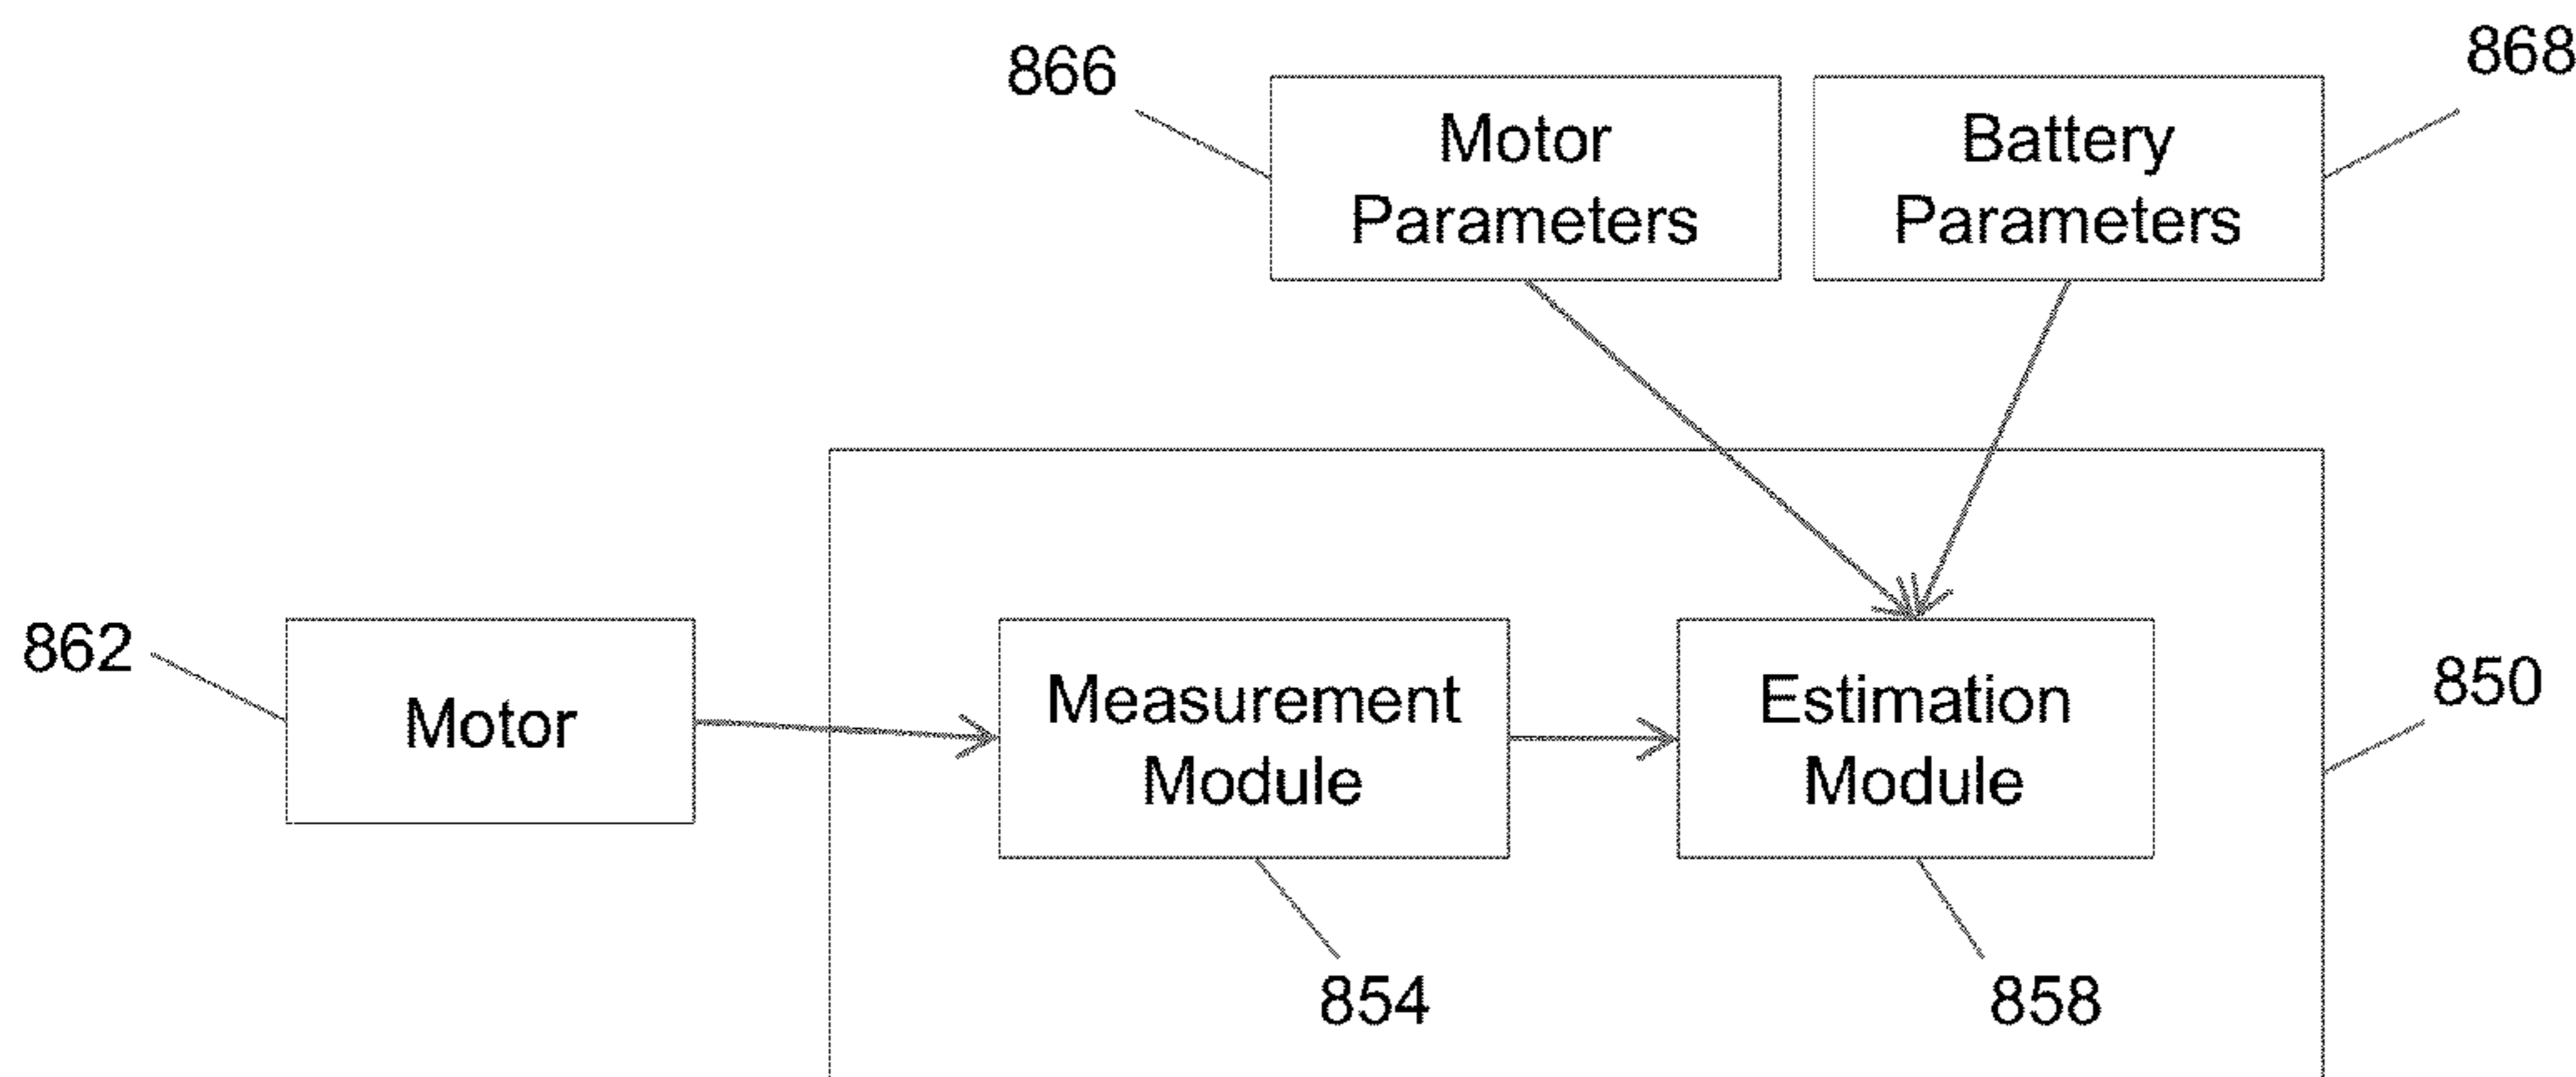 866
Motor
Parameters
Battery
Parameters
868
862
Motor
Measurement
Module
Estimation
Module
850
854
858